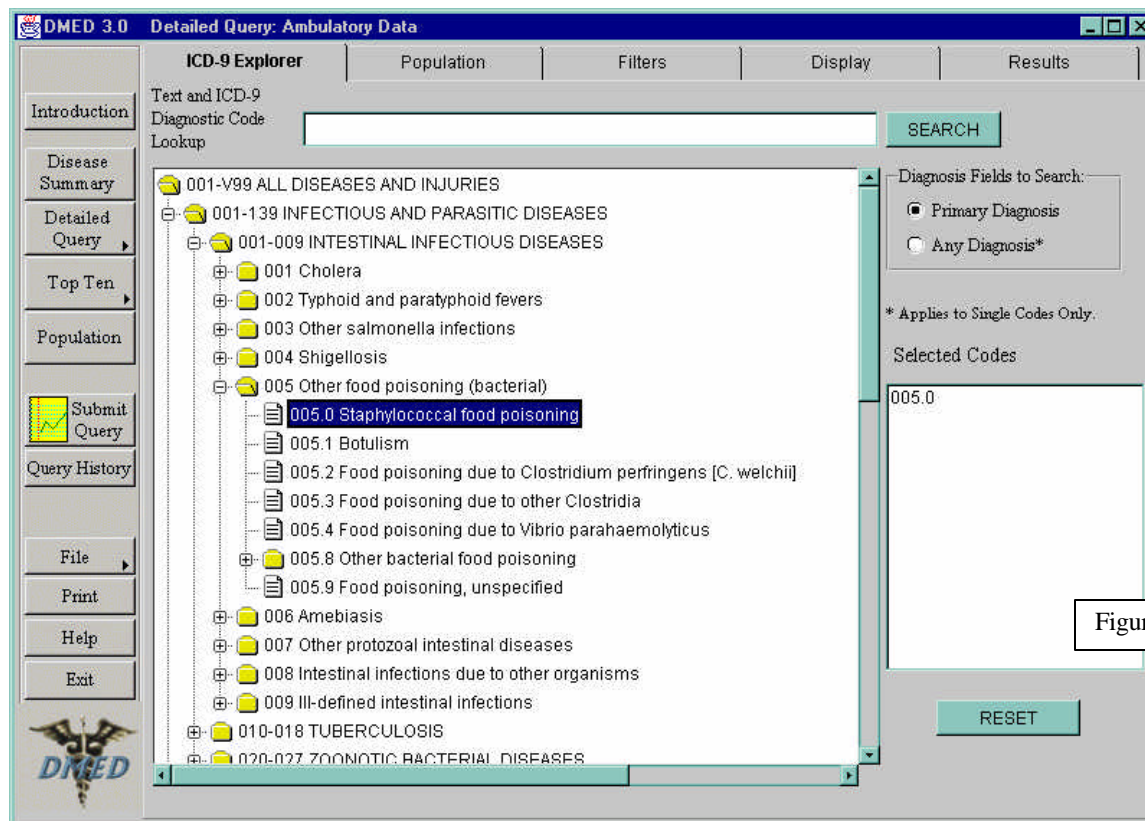 DMED 3.0 Detailed Query: Ambulatory Data
ICD-9 Explorer Population Filters Display Results
Introduction
Disease
Summary
Detailed
Query
Top Ten
Population
Submit
Query
Query History
File
Print
Help
Exit
DMED
Text and ICD-9
Diagnostic Code
Lookup
SEARCH
001-V99 ALL DISEASES AND INJURIES
001-139 INFECTIOUS AND PARASITIC DISEASES
001-009 INTESTINAL INFECTIOUS DISEASES
001 Cholera
002 Typhoid and paratyphoid fevers
003 Other salmonella infections
004 Shigellosis
005 Other food poisoning (bacterial)
005.0 Staphylococcal food poisoning
005.1 Botulism
005.2 Food poisoning due to Clostridium perfringens [C. welchii]
005.3 Food poisoning due to other Clostridia
005.4 Food poisoning due to Vibrio parahaemolyticus
005.8 Other bacterial food poisoning
005.9 Food poisoning, unspecified
006 Amebiasis
007 Other protozoal intestinal diseases
008 Intestinal infections due to other organisms
009 Ill-defined intestinal infections
010-018 TUBERCULOSIS
020-027 ZOONOTIC BACTERIAL DISEASES
Diagnosis Fields to Search:
Primary Diagnosis
Any Diagnosis*
* Applies to Single Codes Only.
Selected Codes
005.0
Figur
RESET